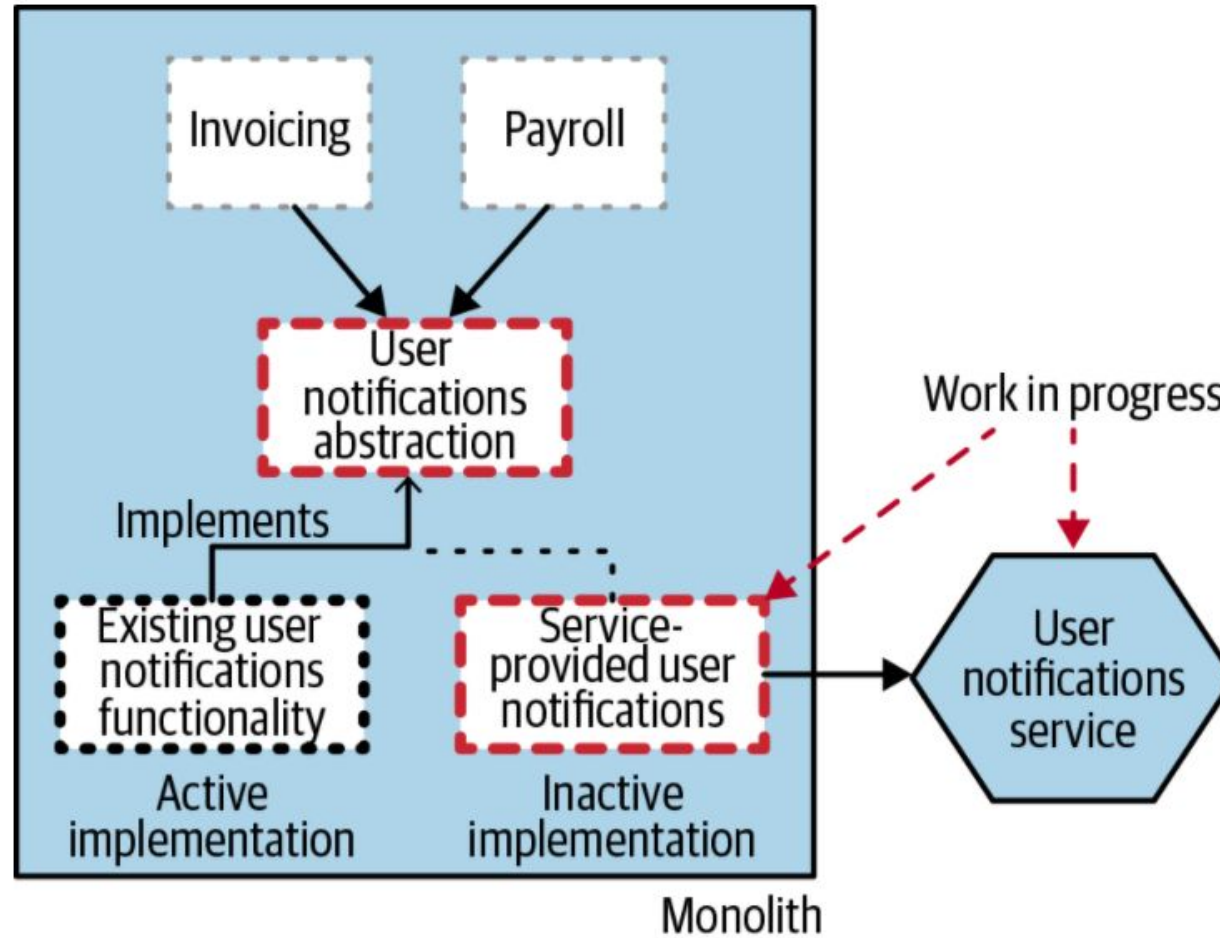 Invoicing
Payroll
User
notifications
abstraction
Work in progress
Implements
Existing user
notifications
functionality
Service-
provided user
notifications
User
notifications
service
Active
implementation
Inactive
implementation
Monolith